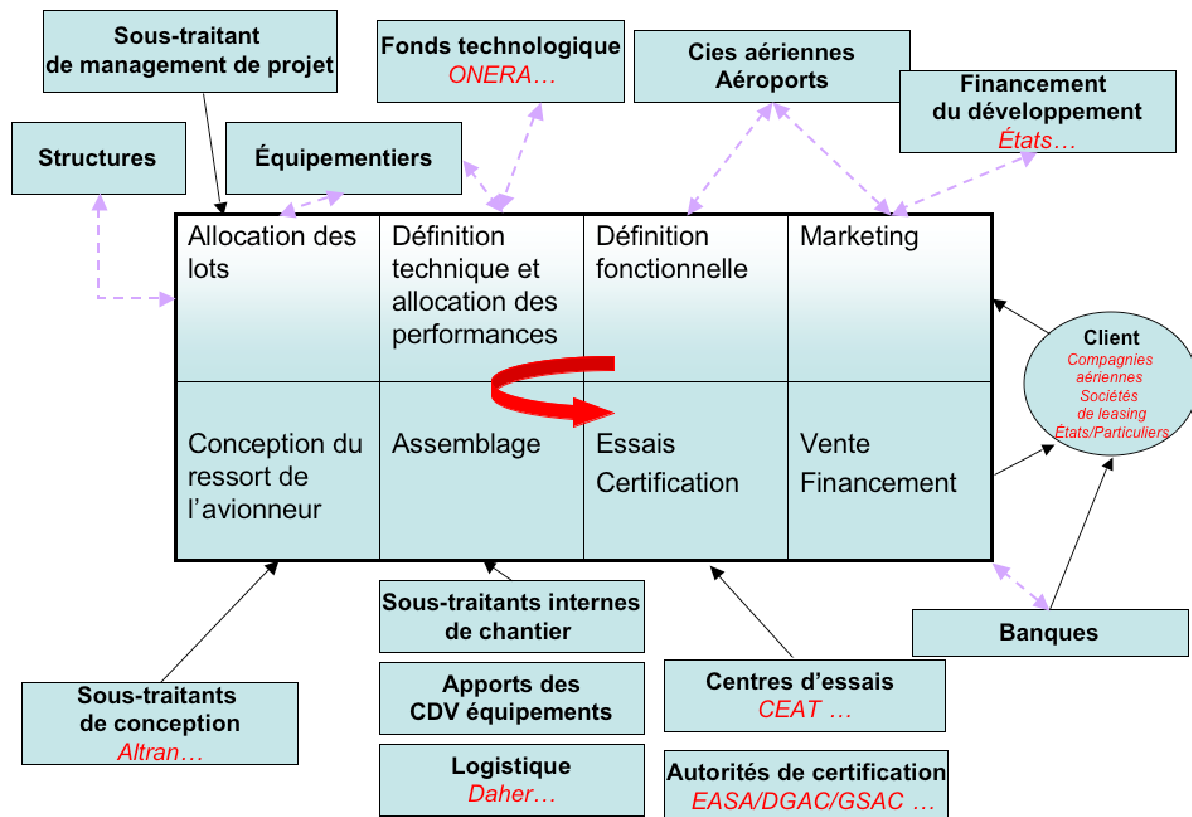 Sous-traitant
de management de projet
Fonds technologique
ONERA…
Cies aériennes
Aéroports
Financement
du développement
États…
Structures
Équipementiers
Allocation des
lots
Définition
technique et
allocation des
performances
Définition
fonctionnelle
Marketing
Client
Compagnies
aériennes
Sociétés
de leasing
États/Particuliers
Conception du
ressort de
l’avionneur
Assemblage
Essais
Certification
Vente
Financement
Sous-traitants internes
de chantier
Banques
Apports des
CDV équipements
Centres d’essais
CEAT …
Sous-traitants
de conception
Altran…
Logistique
Daher…
Autorités de certification
EASA/DGAC/GSAC …